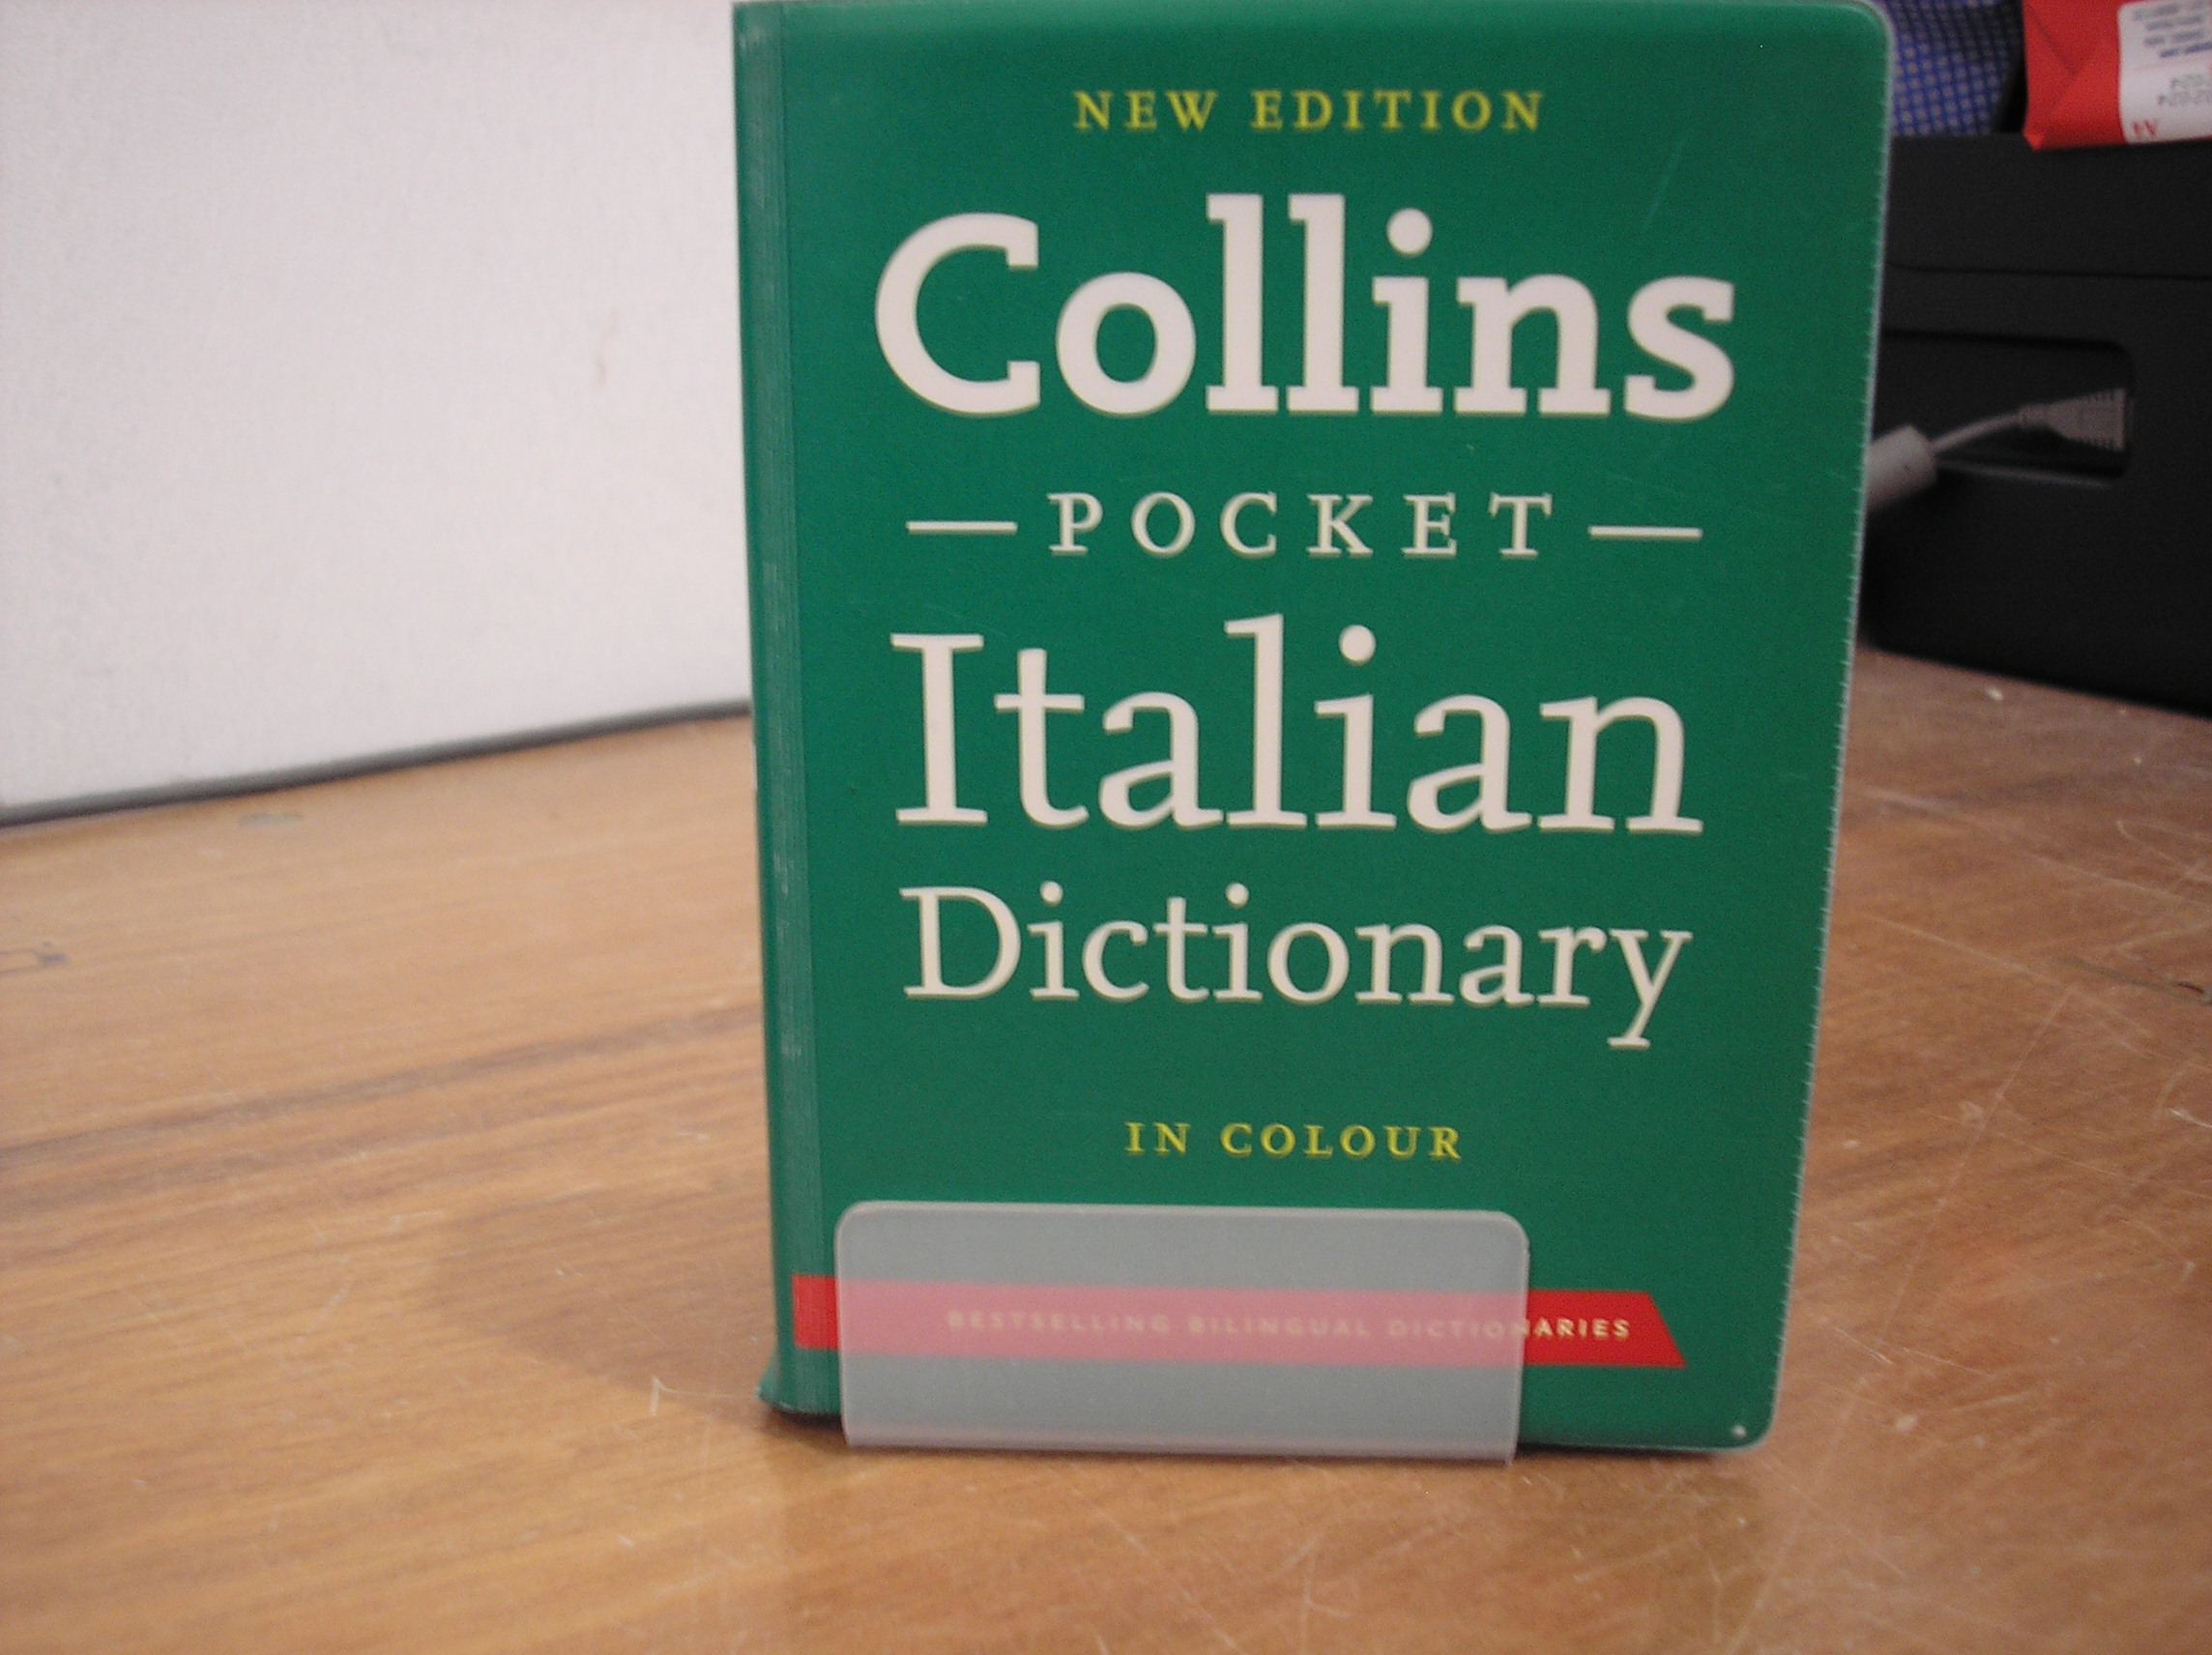 NEW EDITION
Collins
POCKET
Italian
Dictionary
IN COLOUR
BESTSELLING BILINGUAL DICTIONARIES